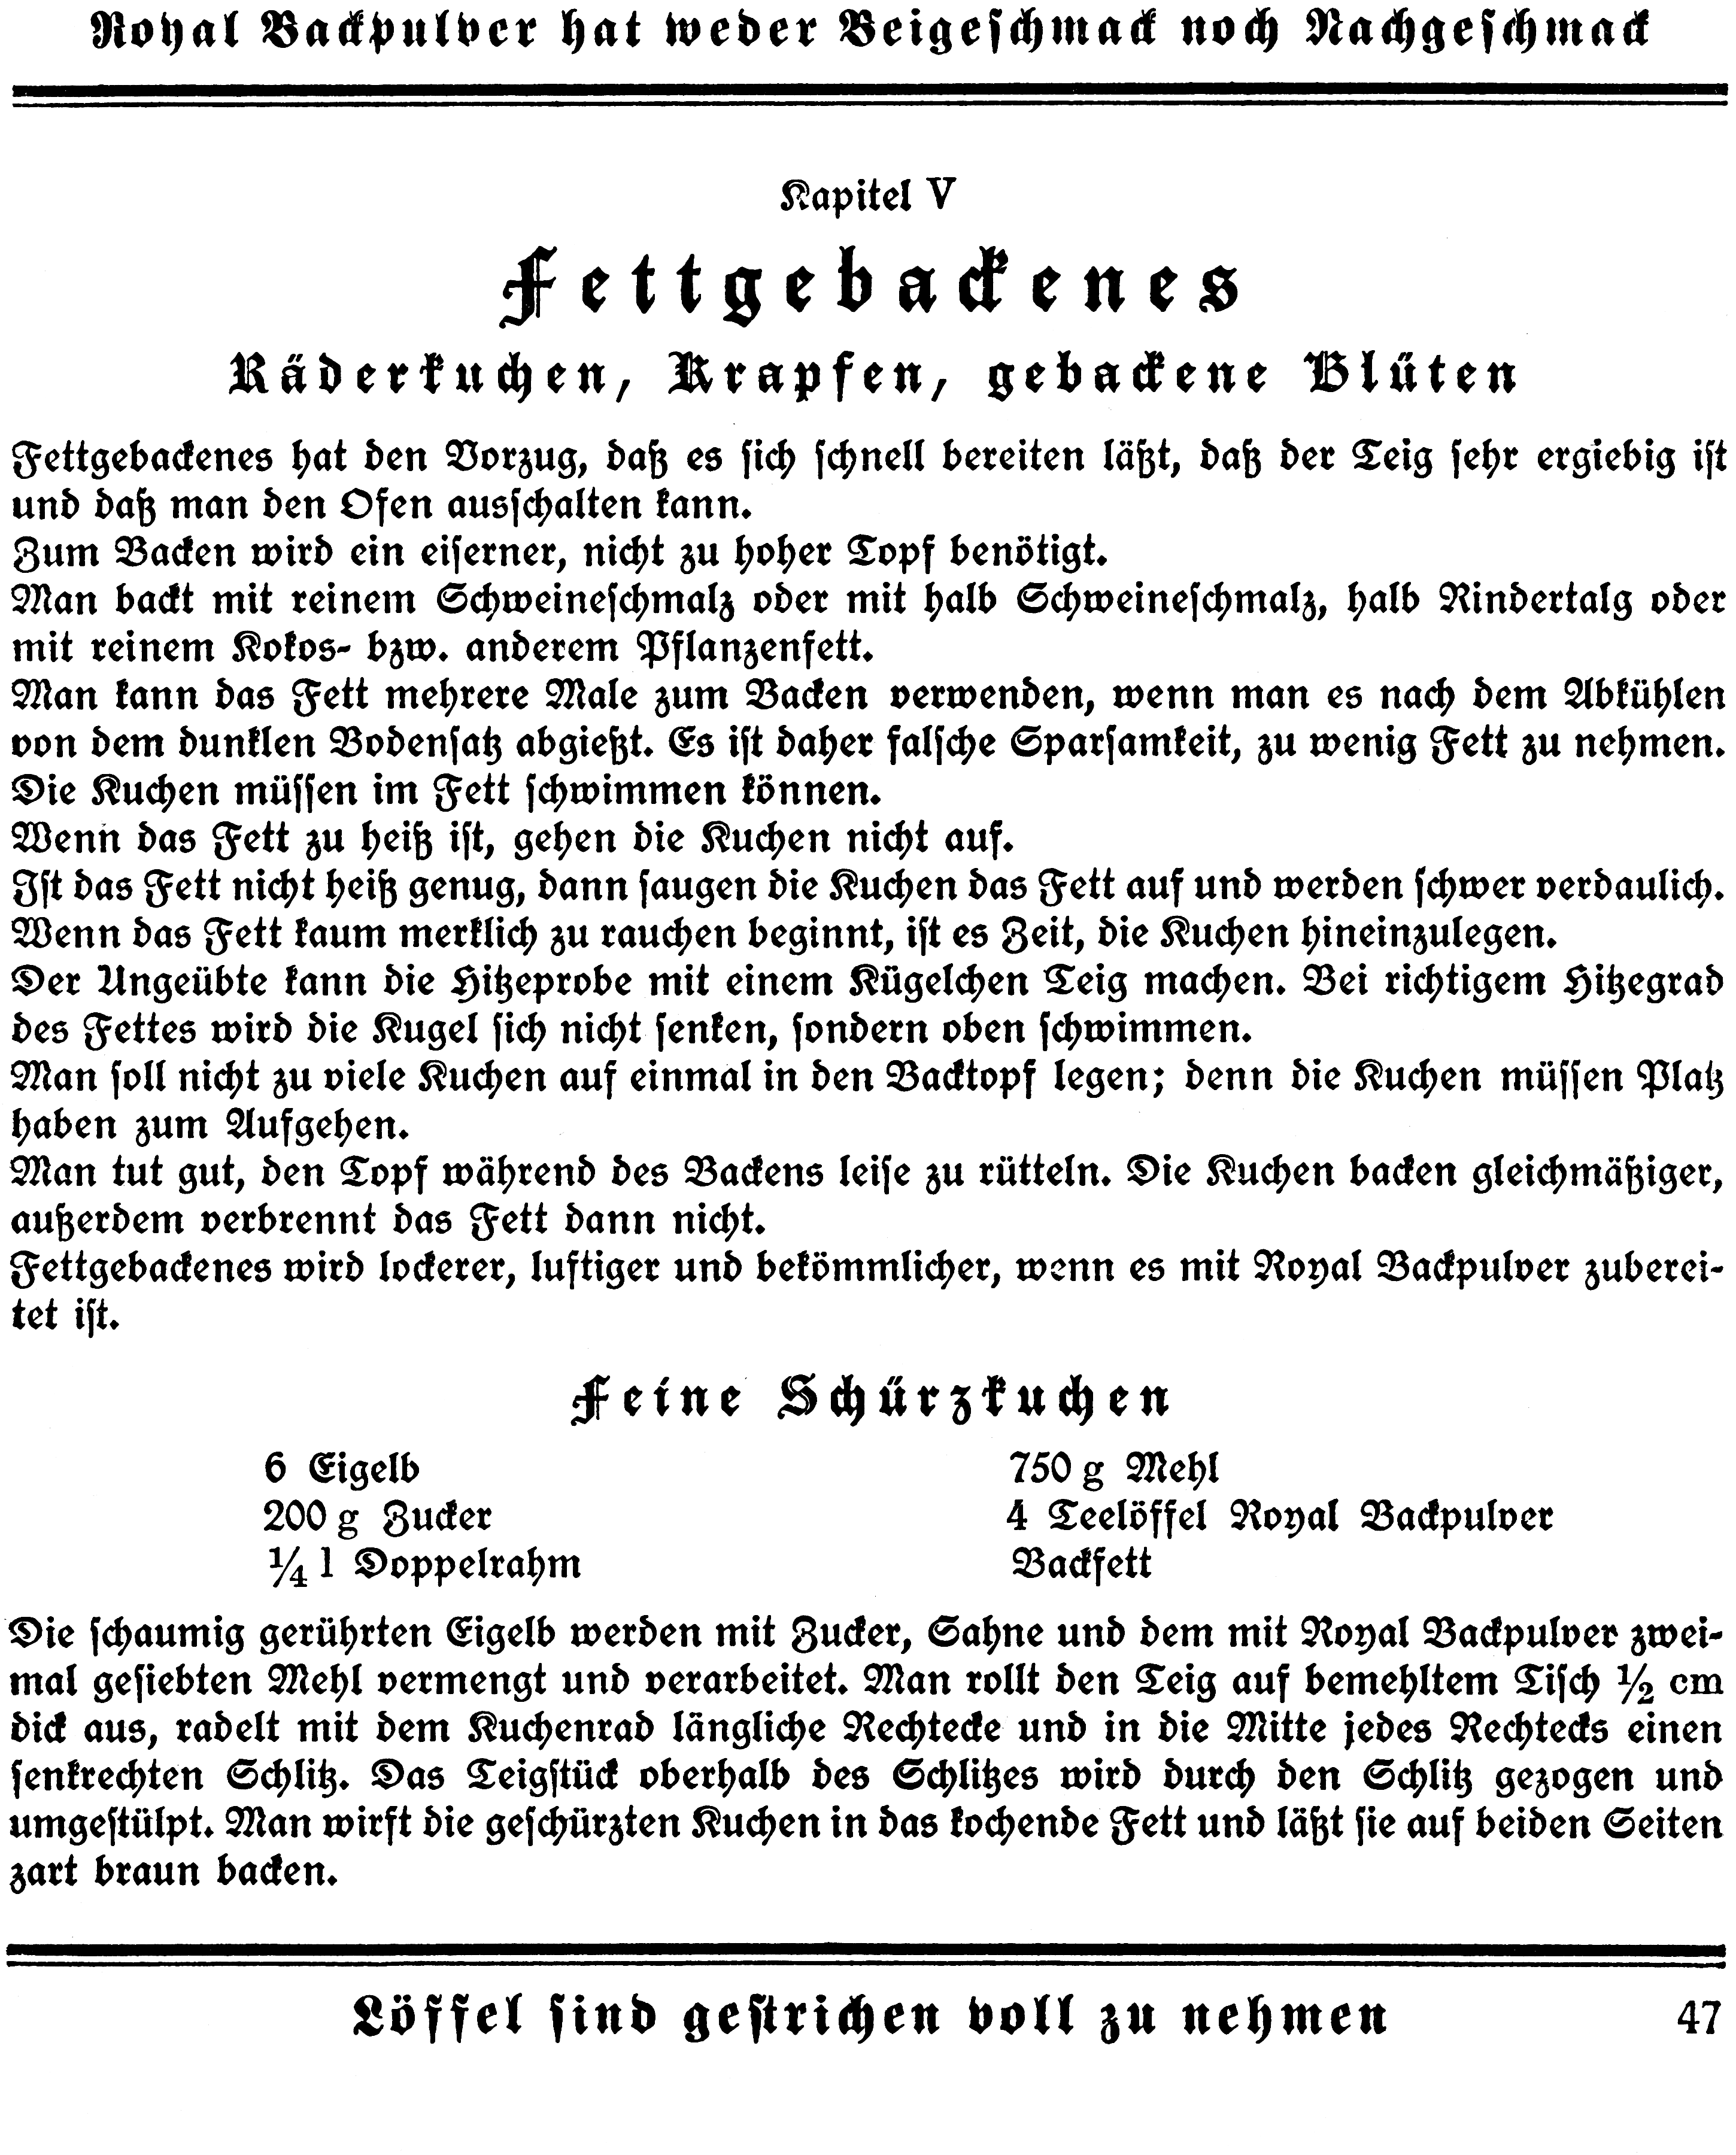 Royal Backpulver hat weder Beigeschmack noch Nachgeschmack
Kapitel V
Fettgebackenes
Räderkuchen, Krapfen, gebackene Blüten
Fettgebackenes hat den Vorzug, daß es sich schnell bereiten läßt, daß der Teig sehr ergiebig ist
und daß man den Ofen ausschalten kann.
Zum Backen wird ein eiserner, nicht zu hoher Topf benötigt.
Man backt mit reinem Schweineschmalz oder mit halb Schweineschmalz, halb Rindertalg oder
mit reinem Kokos- bzw. anderem Pflanzenfett.
Man kann das Fett mehrere Male zum Backen verwenden, wenn man es nach dem Abkühlen
von dem dunklen Bodensatz abgießt. Es ist daher falsche Sparsamkeit, zu wenig Fett zu nehmen.
Die Kuchen müssen im Fett schwimmen können.
Wenn das Fett zu heiß ist, gehen die Kuchen nicht auf.
Ist das Fett nicht heiß genug, dann saugen die Kuchen das Fett auf und werden schwer verdaulich.
Wenn das Fett kaum merklich zu rauchen beginnt, ist es Zeit, die Kuchen hineinzulegen.
Der Ungeübte kann die Hitzeprobe mit einem Kügelchen Teig machen. Bei richtigem Hitzegrad
des Fettes wird die Kugel sich nicht senken, sondern oben schwimmen.
Man soll nicht zu viele Kuchen auf einmal in den Backtopf legen; denn die Kuchen müssen Platz
haben zum Aufgehen.
Man tut gut, den Topf während des Backens leise zu rütteln. Die Kuchen backen gleichmäßiger,
außerdem verbrennt das Fett dann nicht.
Fettgebackenes wird lockerer, luftiger und bekömmlicher, wenn es mit Royal Backpulver zuberei-
tet ist.
Feine Schürzkuchen
6 Eigelb
200 g Zucker
¼ l Doppelrahm
750 g Mehl
4 Teelöffel Royal Backpulver
Backfett
Die schaumig gerührten Eigelb werden mit Zucker, Sahne und dem mit Royal Backpulver zwei-
mal gesiebten Mehl vermengt und verarbeitet. Man rollt den Teig auf bemehltem Tisch ½ cm
dick aus, radelt mit dem Kuchenrad längliche Rechtecke und in die Mitte jedes Rechtecks einen
senkrechten Schlitz. Das Teigstück oberhalb des Schlitzes wird durch den Schlitz gezogen und
umgestülpt. Man wirft die geschürzten Kuchen in das kochende Fett und läßt sie auf beiden Seiten
zart braun backen.
Löffel sind gestrichen voll zu nehmen
47